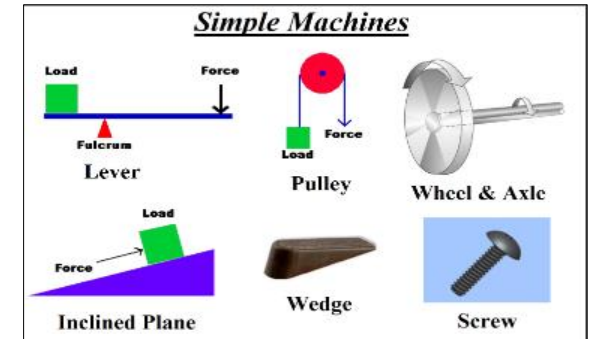 Simple Machines
Load
Force
Fulcrum
Lever
Force
Load
Pulley
Wheel & Axle
Load
Force
Inclined Plane
Wedge
Screw